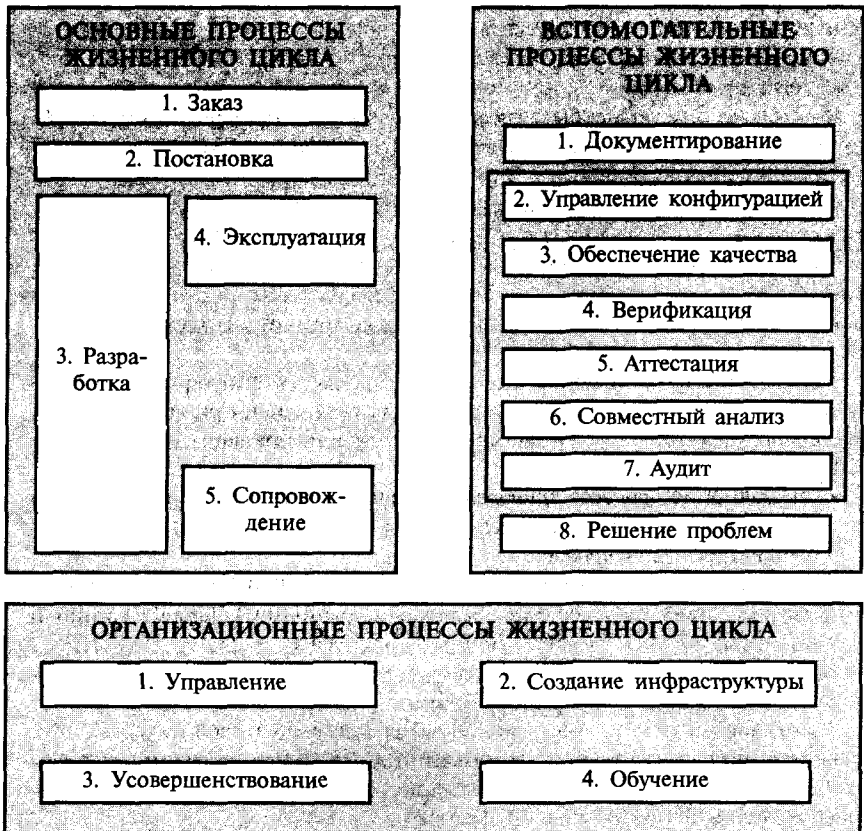 ОСНОВНЫЕ ПРОЦЕССЫ
ЖИЗНЕННОГО ЦИКЛА
1. Заказ
2. Постановка
3. Разра-
ботка
4. Эксплуатация
5. Сопровож-
дение
ВСПОМОГАТЕЛЬНЫЕ
ПРОЦЕССЫ ЖИЗНЕННОГО
ЦИКЛА
1. Документирование
2. Управление конфигурацией
3. Обеспечение качества
4. Верификация
5. Аттестация
6. Совместный анализ
7. Аудит
8. Решение проблем
ОРГАНИЗАЦИОННЫЕ ПРОЦЕССЫ ЖИЗНЕННОГО ЦИКЛА
1. Управление
2. Создание инфраструктуры
3. Усовершенствование
4. Обучение